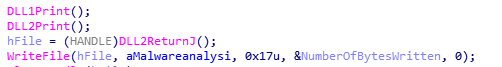 DLL1Print();
DLL2Print();
hFile = (HANDLE)DLL2ReturnJ();
WriteFile(hFile, aMalwareanalysi, 0x17u, &NumberOfBytesWritten, 0);